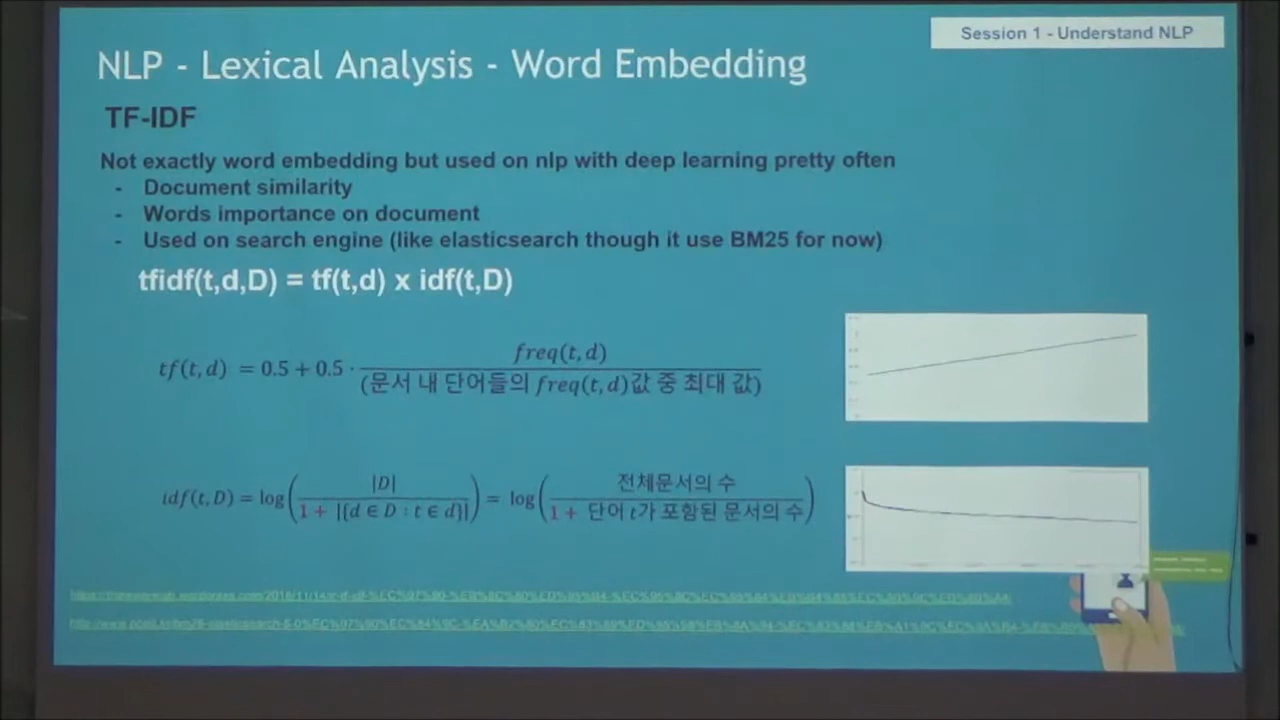 Session 1 - Understand NLP
NLP - Lexical Analysis - Word Embedding
TF-IDF
Not exactly word embedding but used on nlp with deep learning pretty often
- Document similarity
- Words importance on document
- Used on search engine (like elasticsearch though it use BM25 for now)
tfidf(t,d,D) = tf(t,d) x idf(t,D)
tf(t,d) = 0.5 + 0.5 · freq(t,d) / (문서 내 단어들의 freq(t,d)값 중 최대 값)
idf(t,D) = log(|D| / 1 + |{d ∈ D : t ∈ d}|) = log(전체문서의 수 / 1 + 단어 t가 포함된 문서의 수)